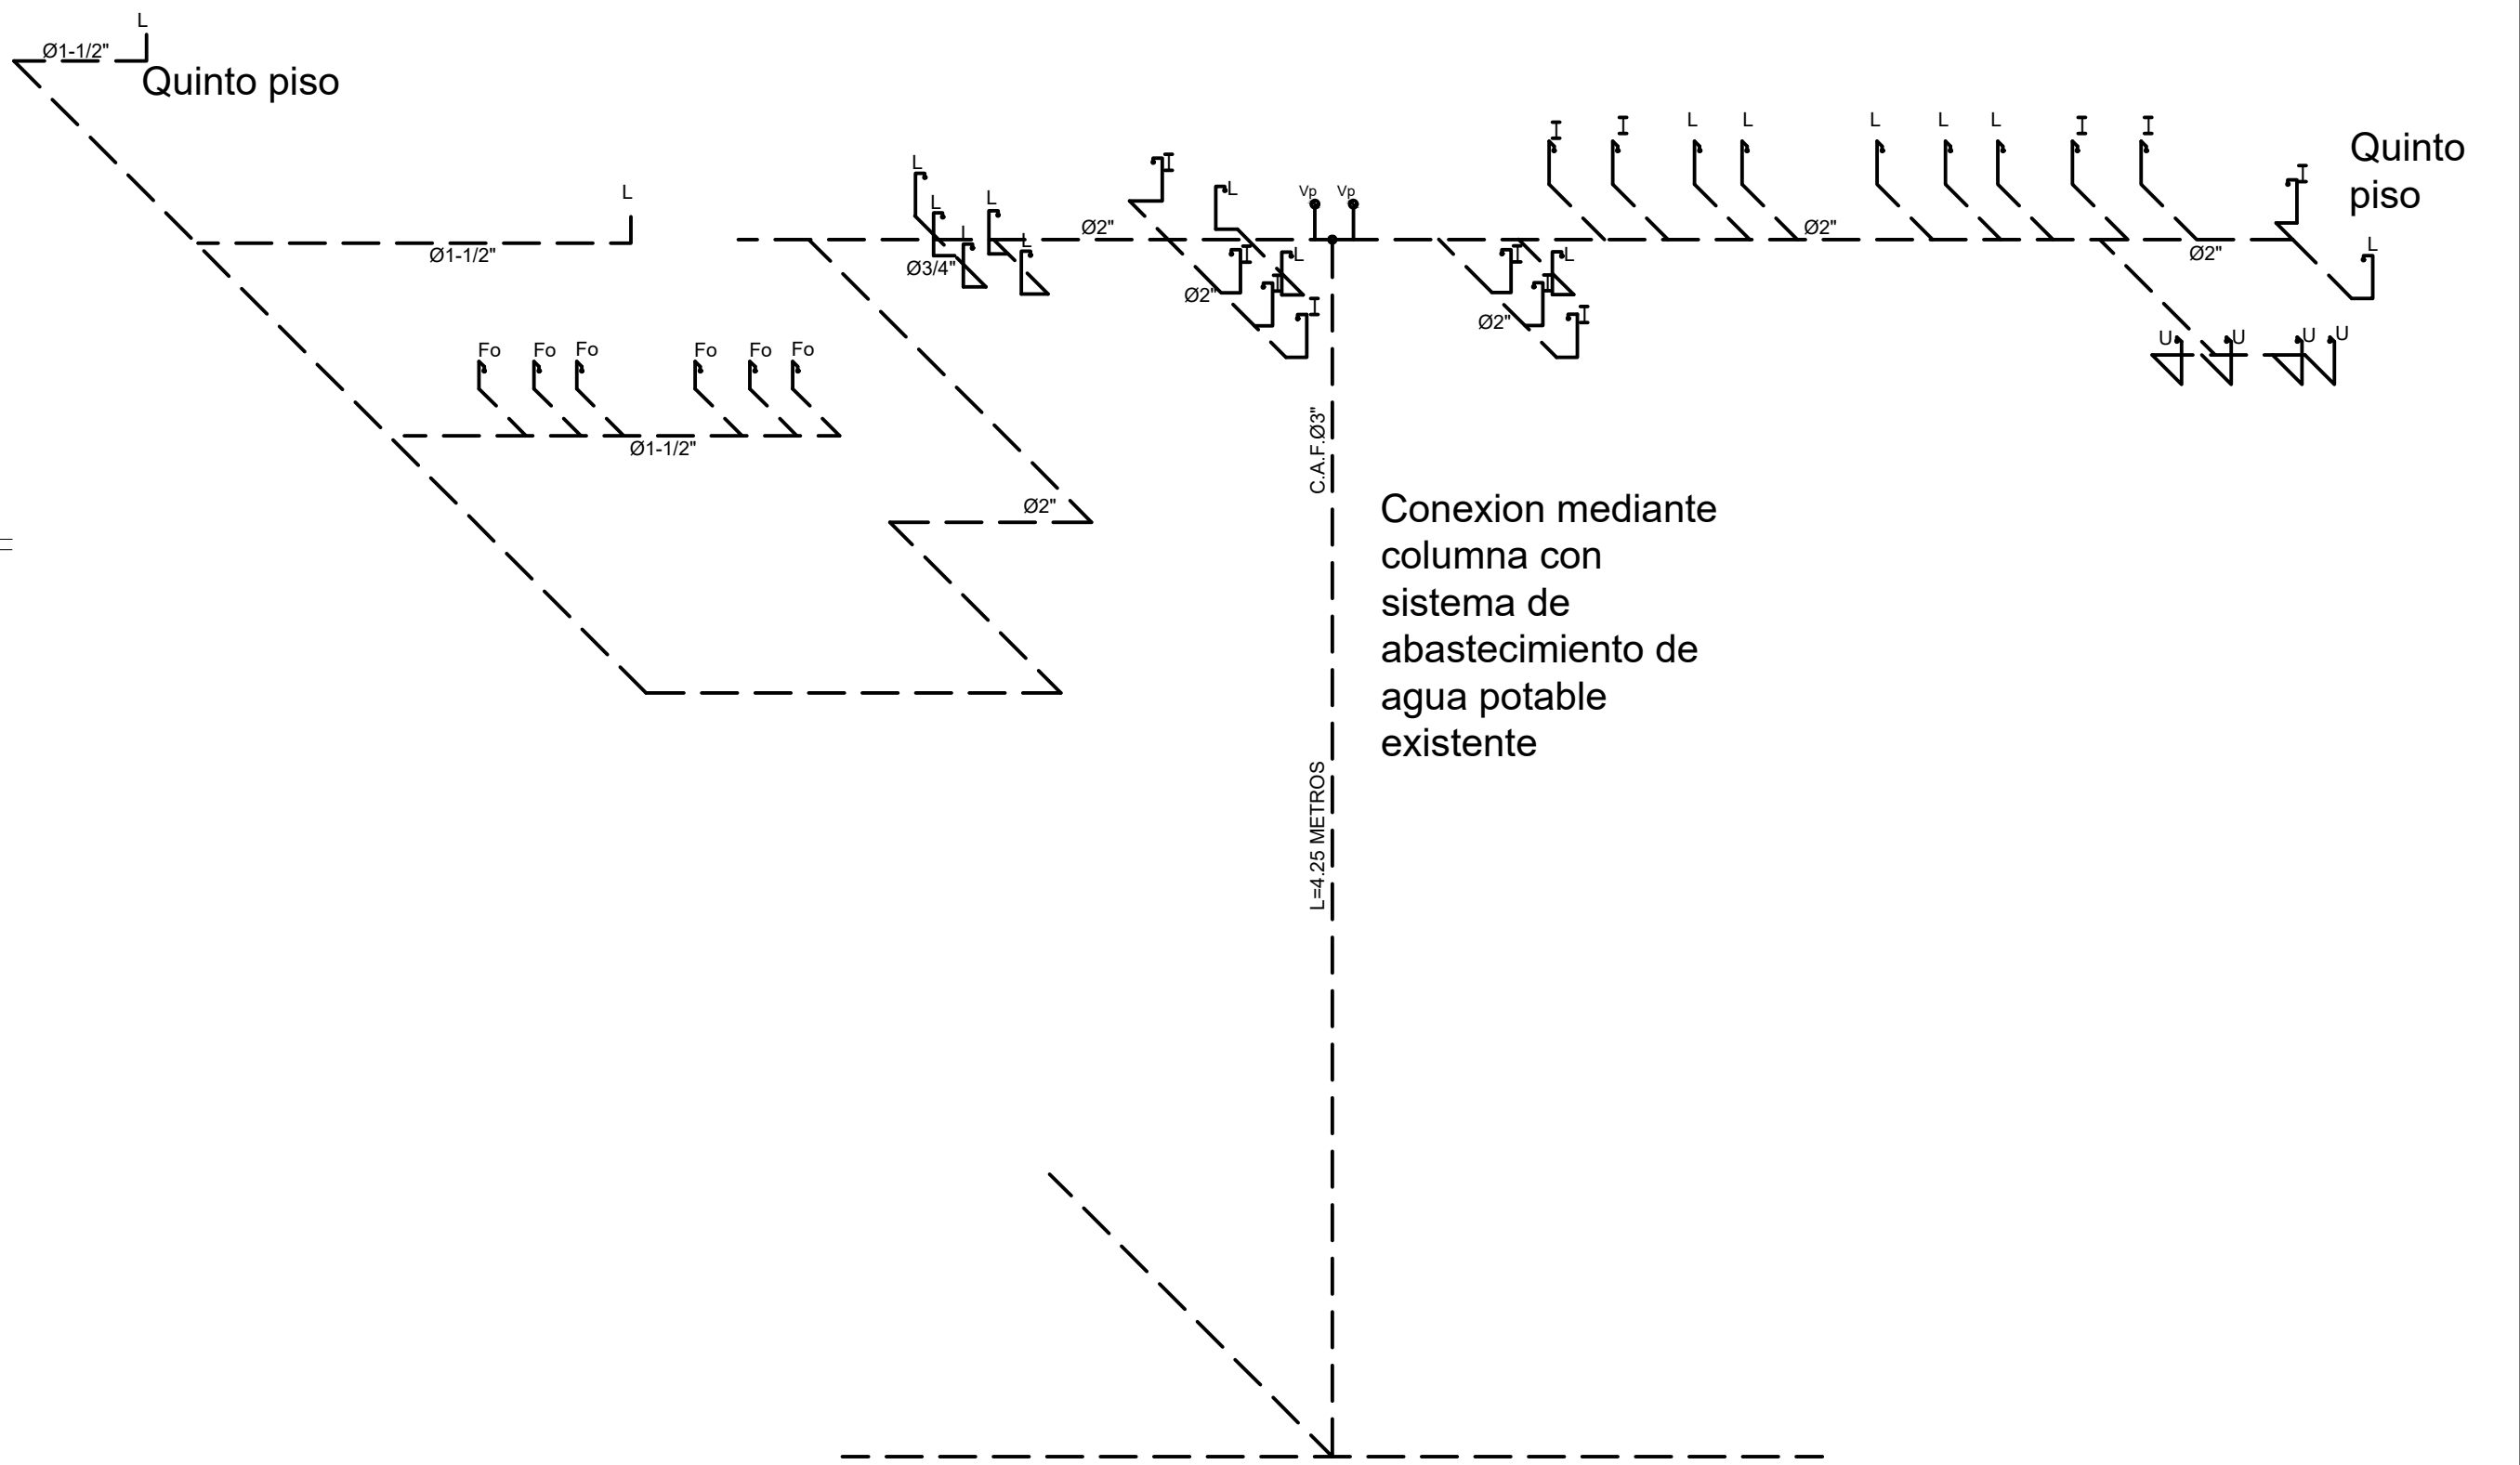 L
Ø1-1/2"
Quinto piso
L
Ø1-1/2"
Fo
Fo
Fo
Fo
Fo
Fo
Ø1-1/2"
L
L
L
L
L
Ø3/4"
Ø2"
I
L
Vp
Vp
I
L
I
I
Ø2"
Ø2"
I
L
I
I
Ø2"
I
I
L
L
L
L
L
I
I
I
Quinto
piso
Ø2"
Ø2"
L
U
U
U
U
C.A.F.Ø3"
L=4.25 METROS
Conexion mediante
columna con
sistema de
abastecimiento de
agua potable
existente